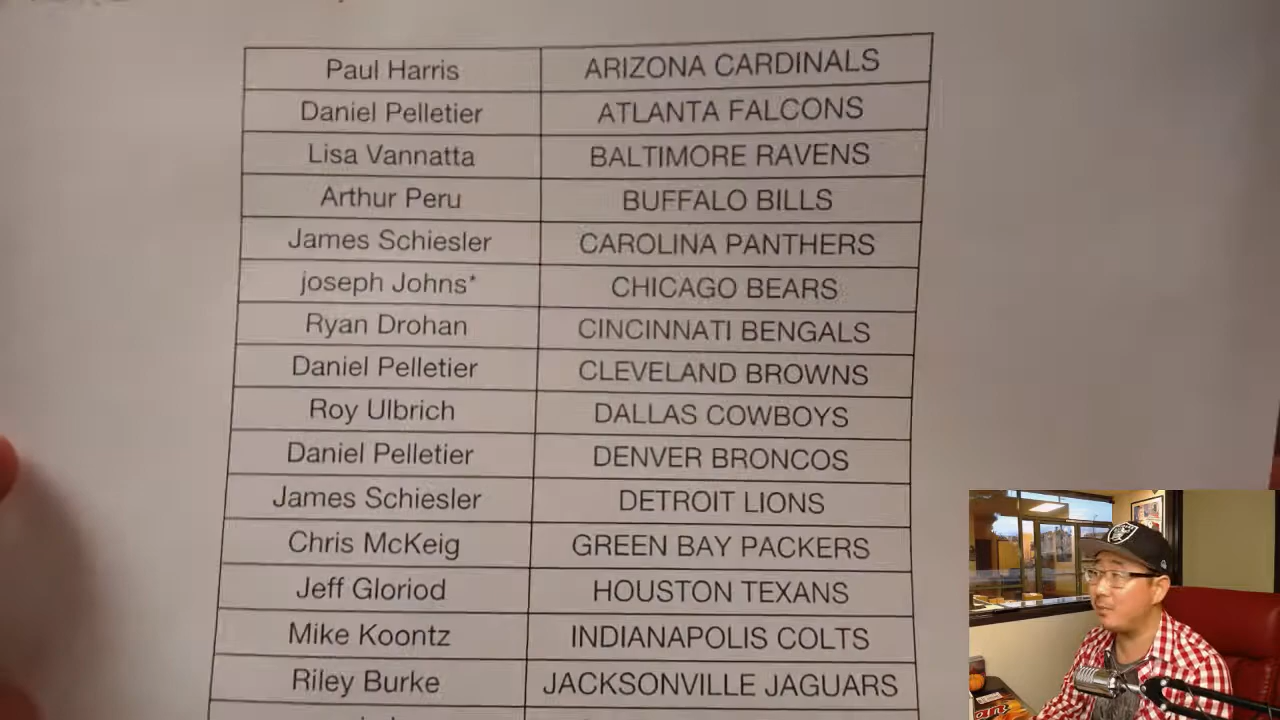 Paul Harris ARIZONA CARDINALS
Daniel Pelletier ATLANTA FALCONS
Lisa Vannatta BALTIMORE RAVENS
Arthur Peru BUFFALO BILLS
James Schiesler CAROLINA PANTHERS
joseph Johns* CHICAGO BEARS
Ryan Drohan CINCINNATI BENGALS
Daniel Pelletier CLEVELAND BROWNS
Roy Ulbrich DALLAS COWBOYS
Daniel Pelletier DENVER BRONCOS
James Schiesler DETROIT LIONS
Chris McKeig GREEN BAY PACKERS
Jeff Gloriod HOUSTON TEXANS
Mike Koontz INDIANAPOLIS COLTS
Riley Burke JACKSONVILLE JAGUARS